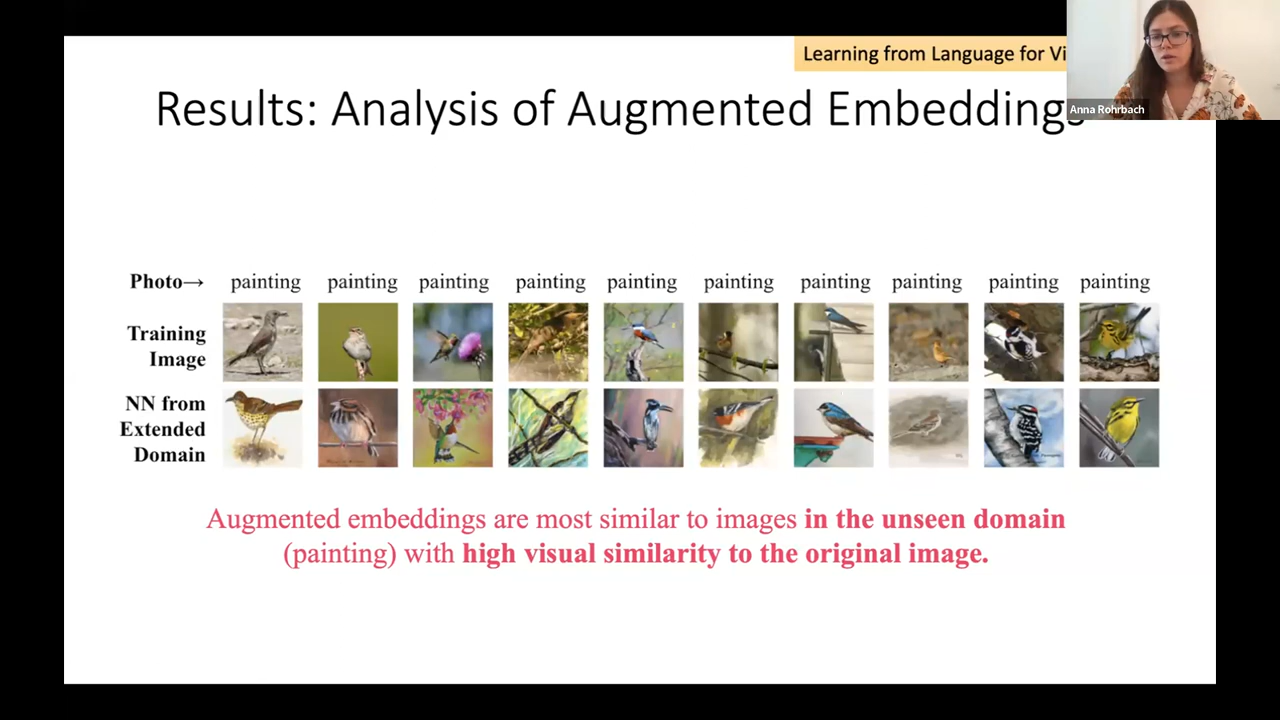 Learning from Language for
Anna Rohrbach
Results: Analysis of Augmented Embeddings
Photo→ painting painting painting painting painting painting painting painting painting painting
Training
Image
NN from
Extended
Domain
Augmented embeddings are most similar to images in the unseen domain
(painting) with high visual similarity to the original image.